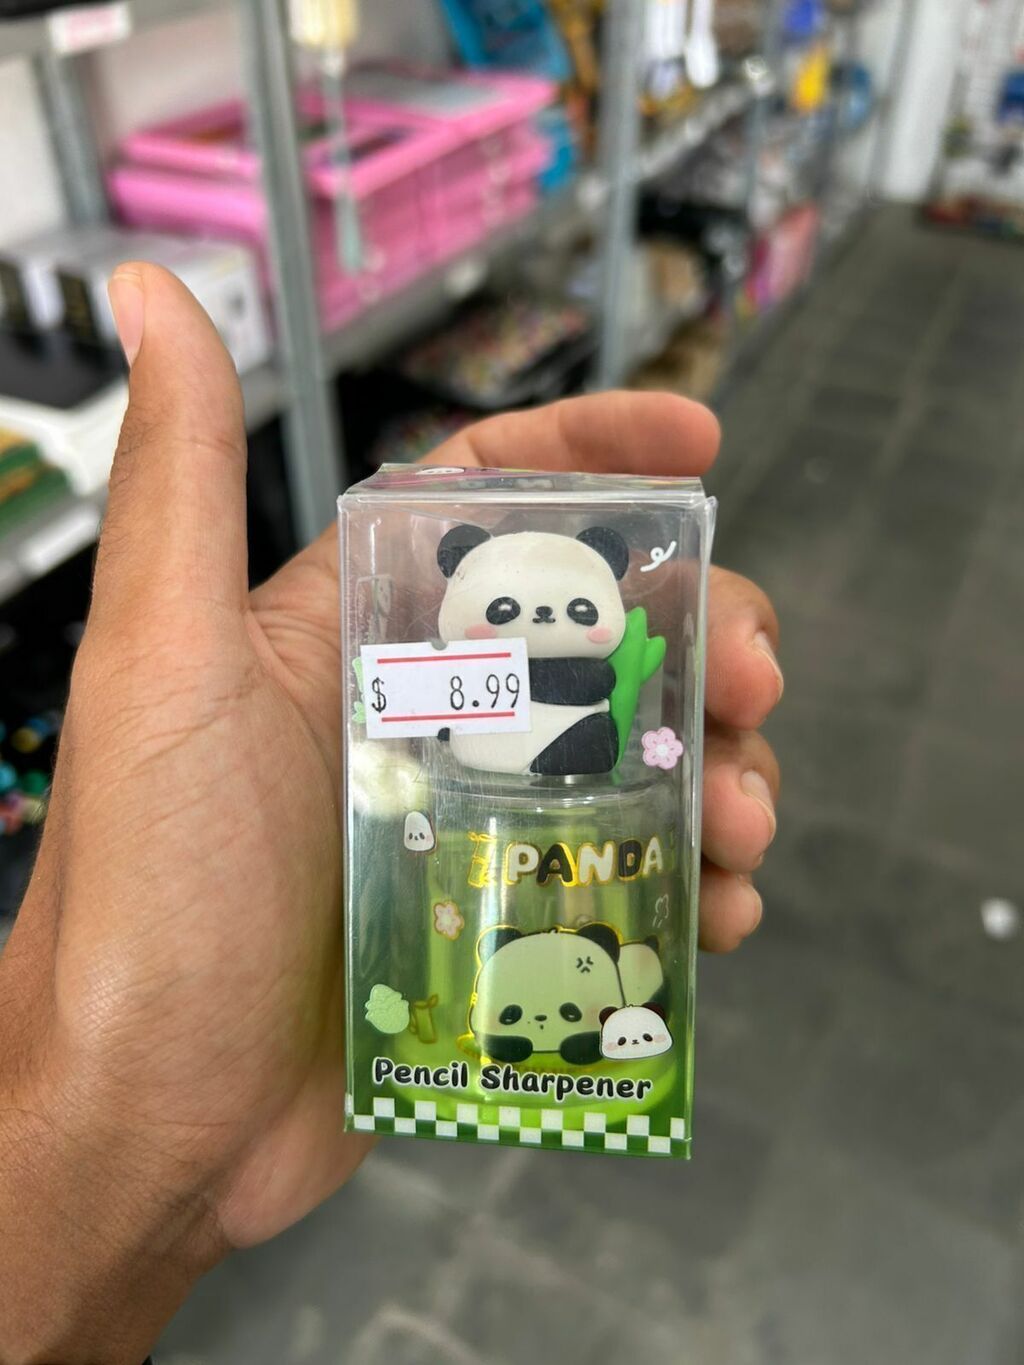 $ 8.99
PANDA
Pencil Sharpener